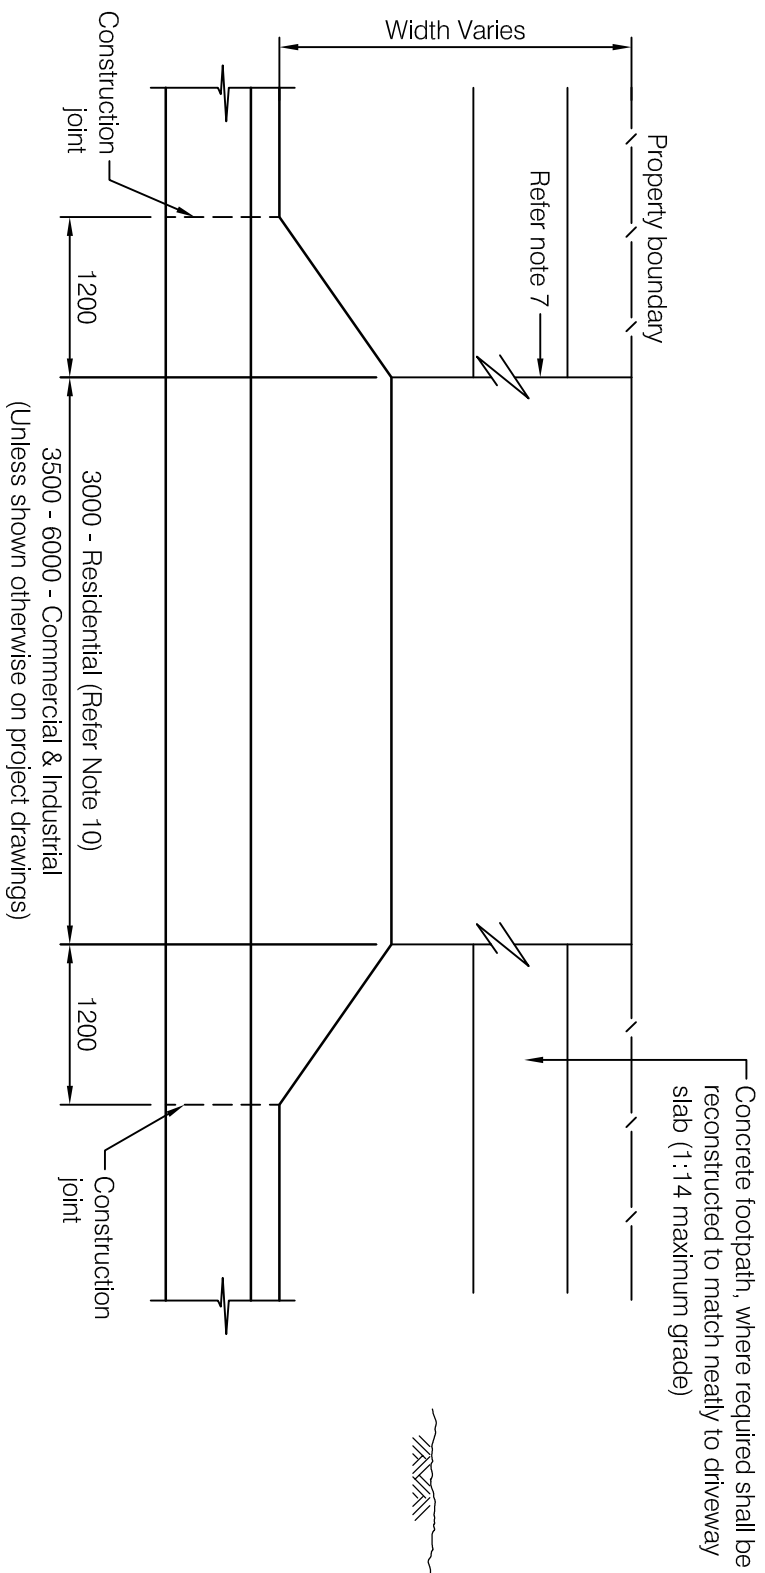 Width Varies
Property boundary
Refer note 7
Construction
joint
1200
3000 - Residential (Refer Note 10)
3500 - 6000 - Commercial & Industrial
(Unless shown otherwise on project drawings)
1200
Construction
joint
Concrete footpath, where required shall be
reconstructed to match neatly to driveway
slab (1:14 maximum grade)